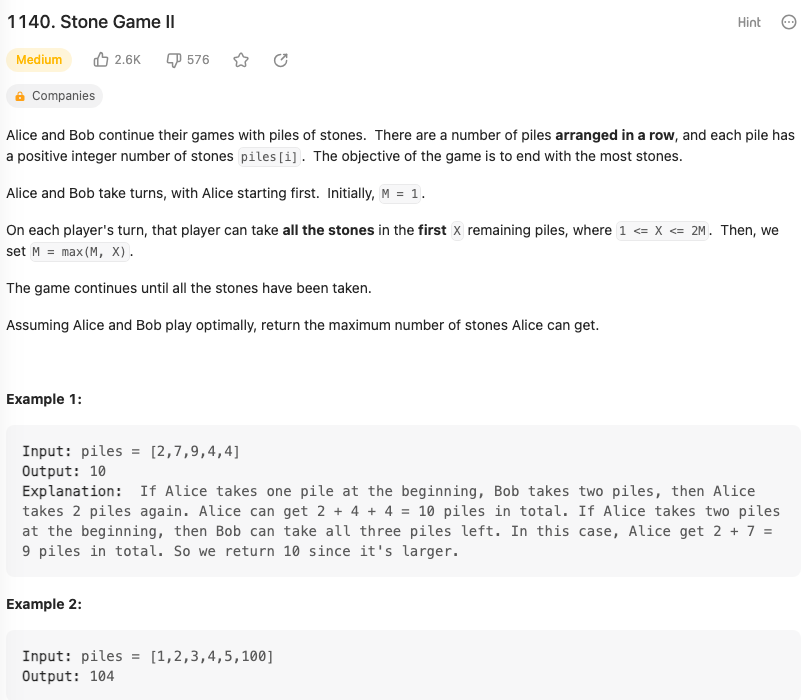 1140. Stone Game II
Hint
Medium
2.6K
576
Companies
Alice and Bob continue their games with piles of stones.  There are a number of piles arranged in a row, and each pile has
a positive integer number of stones piles[i].  The objective of the game is to end with the most stones.
Alice and Bob take turns, with Alice starting first.  Initially, M = 1.
On each player's turn, that player can take all the stones in the first X remaining piles, where 1 <= X <= 2M.  Then, we
set M = max(M, X).
The game continues until all the stones have been taken.
Assuming Alice and Bob play optimally, return the maximum number of stones Alice can get.
Example 1:
Input: piles = [2,7,9,4,4]
Output: 10
Explanation:  If Alice takes one pile at the beginning, Bob takes two piles, then Alice
takes 2 piles again. Alice can get 2 + 4 + 4 = 10 piles in total. If Alice takes two piles
at the beginning, then Bob can take all three piles left. In this case, Alice get 2 + 7 =
9 piles in total. So we return 10 since it's larger.
Example 2:
Input: piles = [1,2,3,4,5,100]
Output: 104